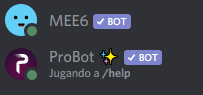 MEE6 ✓ BOT
ProBot ✨ ✓ BOT
Jugando a /help